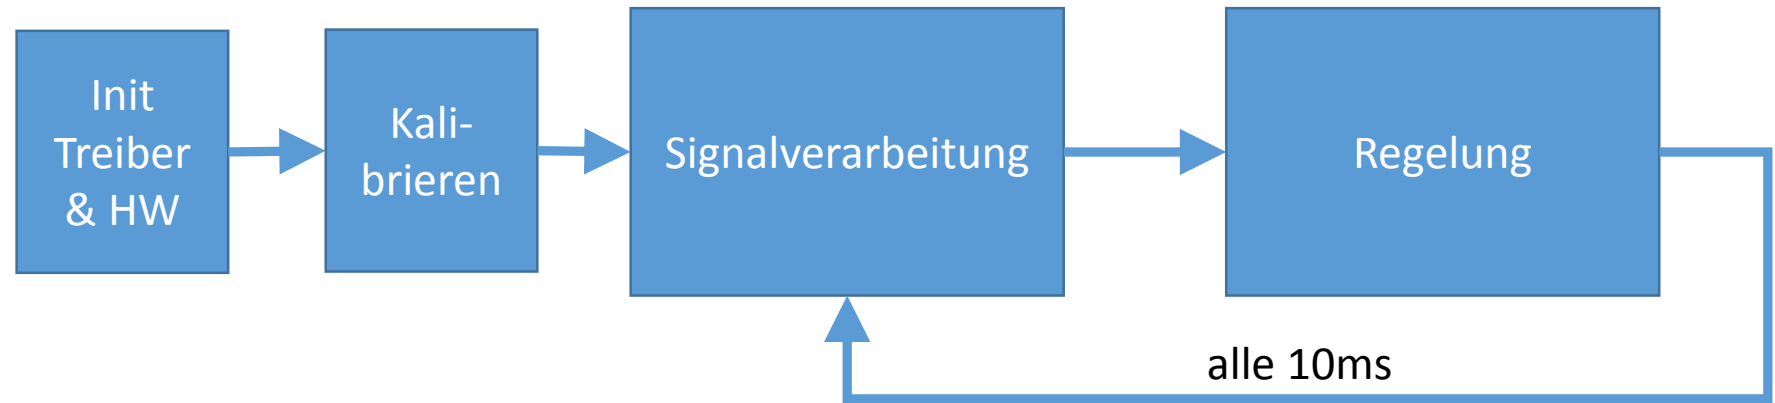 Init
Treiber
& HW
Kali-
brieren
Signalverarbeitung
Regelung
alle 10ms